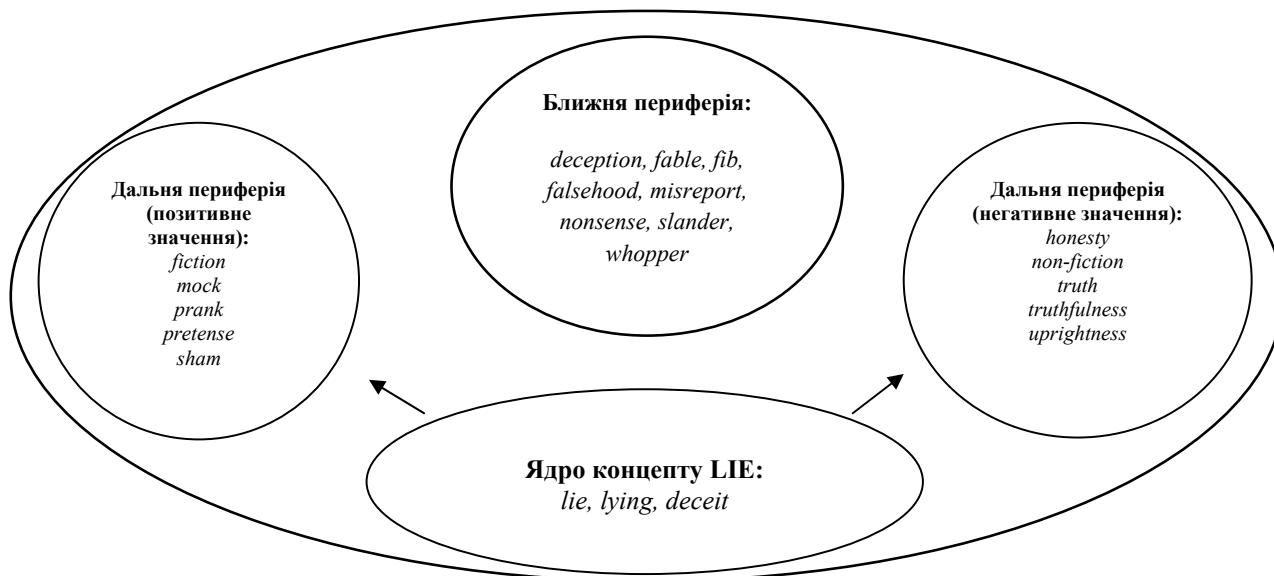 Ближня периферія:
deception, fable, fib,
falsehood, misreport,
nonsense, slander,
whopper
Дальня периферія
(позитивне
значення):
fiction
mock
prank
pretense
sham
Дальня периферія
(негативне значення):
honesty
non-fiction
truth
truthfulness
uprightness
Ядро концепту LIE:
lie, lying, deceit